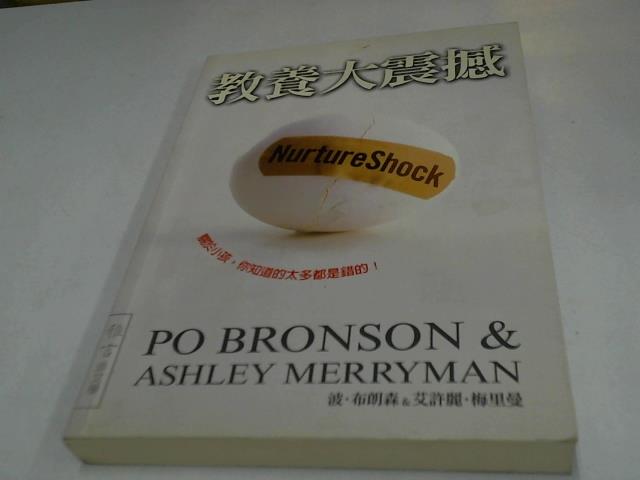 教養大震撼
NurtureShock
關於小孩，你知道的太多都是錯的！
PO BRONSON &
ASHLEY MERRYMAN
波·布朗森&艾許麗·梅里曼